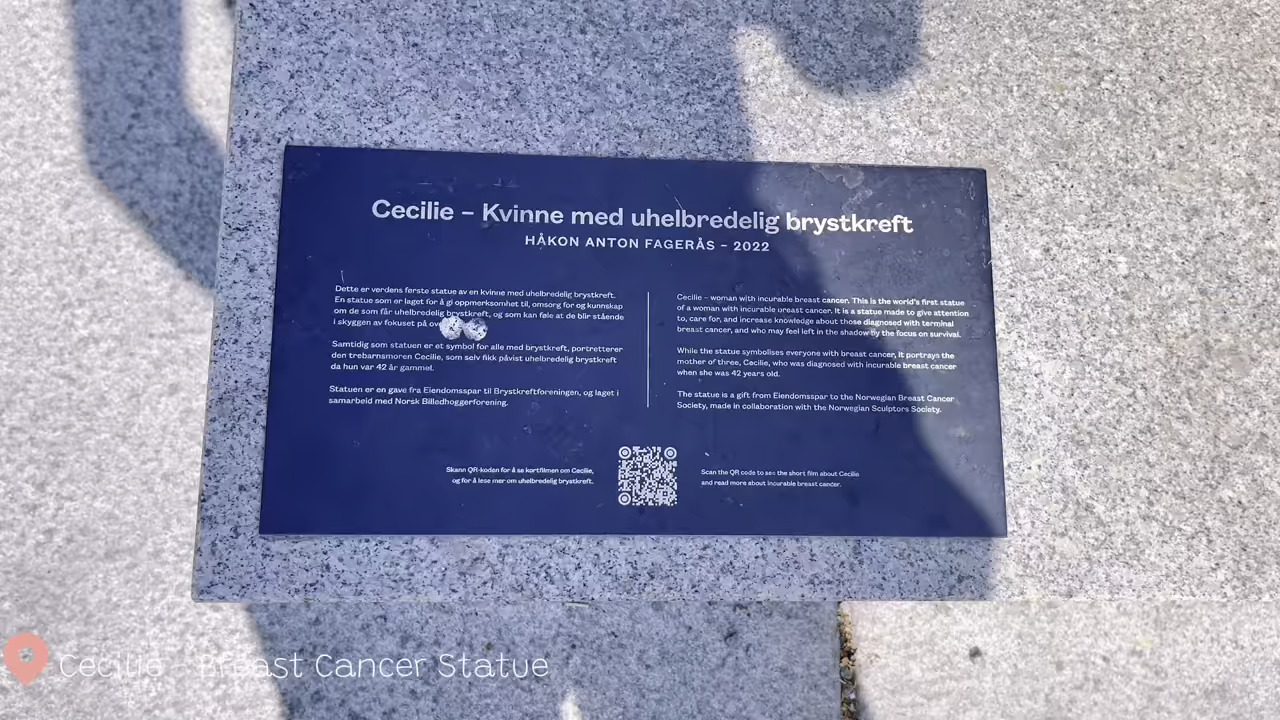 Cecilie – Kvinne med uhelbredelig brystkreft
HÅKON ANTON FAGERÅS – 2022
Dette er verdens første statue av en kvinne med uhelbredelig brystkreft.
En statue som er laget for å gi oppmerksomhet til, omsorg for og kunnskap
om de som får uhelbredelig brystkreft, og som kan føle at de blir stående
i skyggen av fokuset på
Samtidig som statuen er et symbol for alle med brystkreft, portretterer
den trebarnsmoren Cecilie, som selv fikk påvist uhelbredelig brystkreft
da hun var 42 år gammel.
Statuen er en gave fra Eiendomsspar til Brystkreftforeningen, og laget i
samarbeid med Norsk Billedhoggerforening.
Cecilie – woman with incurable breast cancer. This is the world's first statue
of a woman with incurable breast cancer. It is a statue made to give attention
to, care for, and increase knowledge about those diagnosed with terminal
breast cancer, and who may feel left in the shadow by the focus on survival.
While the statue symbolises everyone with breast cancer, it portrays the
mother of three, Cecilie, who was diagnosed with incurable breast cancer
when she was 42 years old.
The statue is a gift from Eiendomsspar to the Norwegian Breast Cancer
Society, made in collaboration with the Norwegian Sculptors Society.
Skann QR-koden for å se kortfilmen om Cecilie,
og for å lese mer om uhelbredelig brystkreft.
Scan the QR code to see the short film about Cecilie
and read more about incurable breast cancer.
Cecilie - Breast Cancer Statue